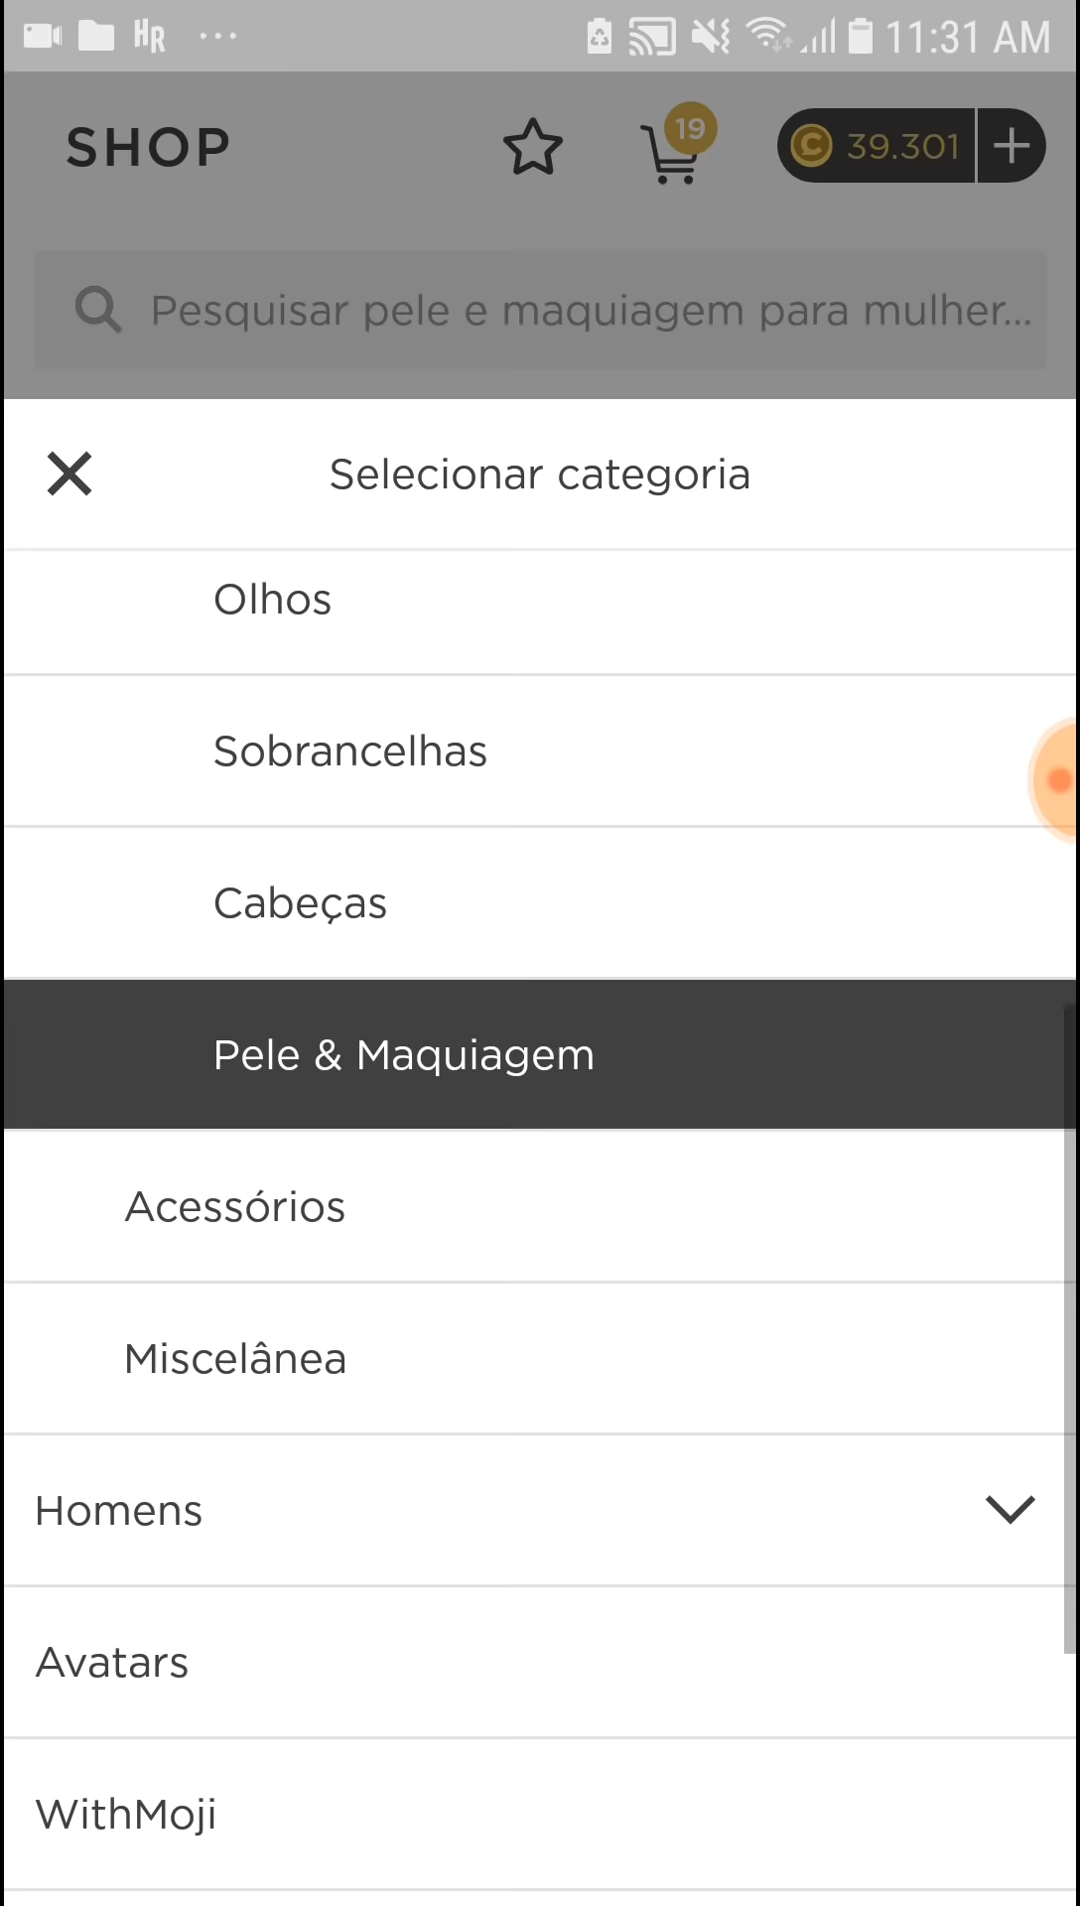 HR ... 11:31 AM
SHOP 19 39.301 +
Pesquisar pele e maquiagem para mulher...
Selecionar categoria
Olhos
Sobrancelhas
Cabeças
Pele & Maquiagem
Acessórios
Miscelânea
Homens
Avatars
WithMoji